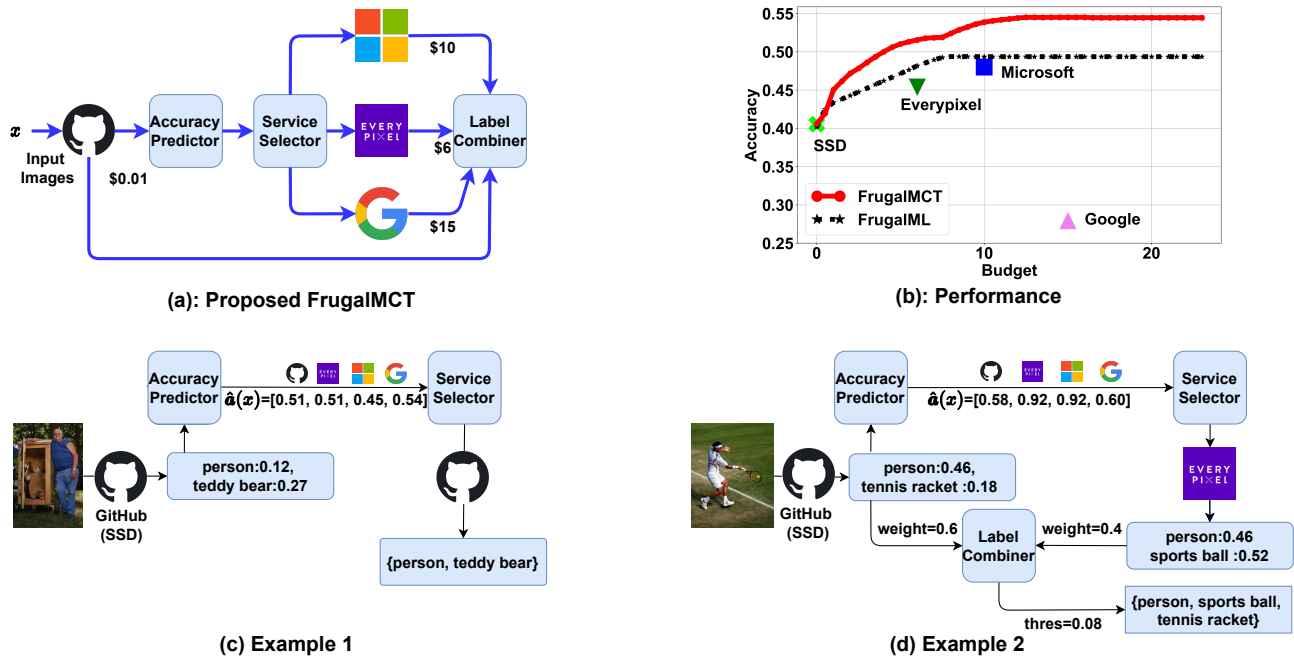 $10
x
Input
Images
$0.01
Accuracy
Predictor
Service
Selector
EVERY
PIXEL
$6
Label
Combiner
$15
(a): Proposed FrugalMCT
0.55
0.50
0.45
0.40
0.35
0.30
0.25
Accuracy
SSD
Everypixel
Microsoft
Google
FrugalMCT
FrugalML
0
10
20
Budget
(b): Performance
Accuracy
Predictor
EVERY
PIXEL
â(x)=[0.51, 0.51, 0.45, 0.54]
Service
Selector
GitHub
(SSD)
person:0.12,
teddy bear:0.27
{person, teddy bear}
(c) Example 1
Accuracy
Predictor
EVERY
PIXEL
â(x)=[0.58, 0.92, 0.92, 0.60]
Service
Selector
GitHub
(SSD)
person:0.46,
tennis racket :0.18
EVERY
PIXEL
weight=0.6
Label
Combiner
weight=0.4
person:0.46
sports ball :0.52
thres=0.08
{person, sports ball,
tennis racket}
(d) Example 2